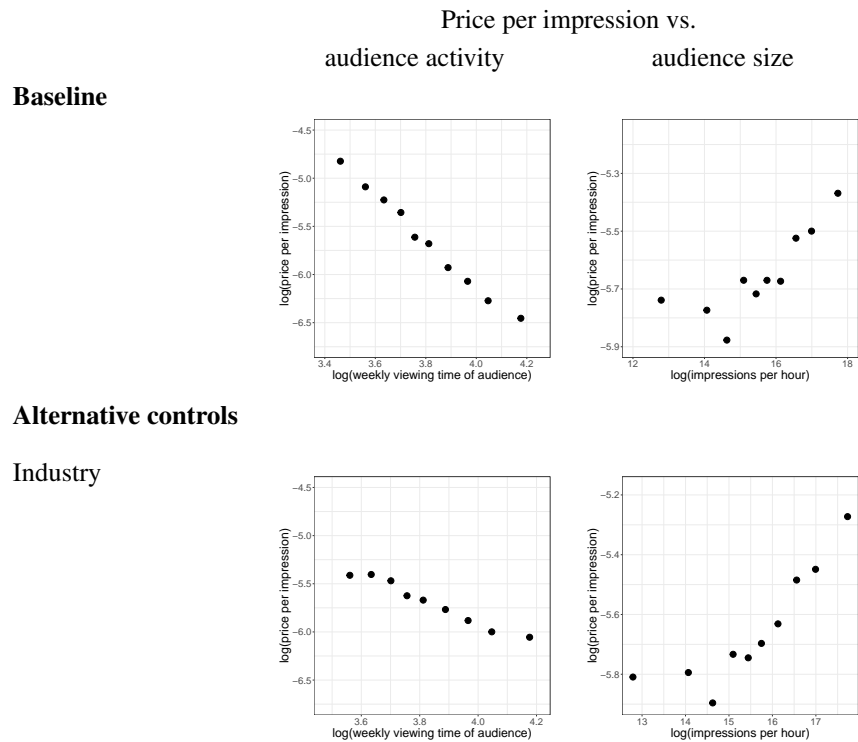 Price per impression vs.
audience activity audience size
Baseline
−4.5
−5.0
−5.5
−6.0
−6.5
3.4 3.6 3.8 4.0 4.2
log(weekly viewing time of audience)
log(price per impression)
−5.3
−5.5
−5.7
−5.9
12 14 16 18
log(impressions per hour)
log(price per impression)
Alternative controls
Industry
−4.5
−5.0
−5.5
−6.0
−6.5
3.6 3.8 4.0 4.2
log(weekly viewing time of audience)
log(price per impression)
−5.2
−5.4
−5.6
−5.8
13 14 15 16 17
log(impressions per hour)
log(price per impression)